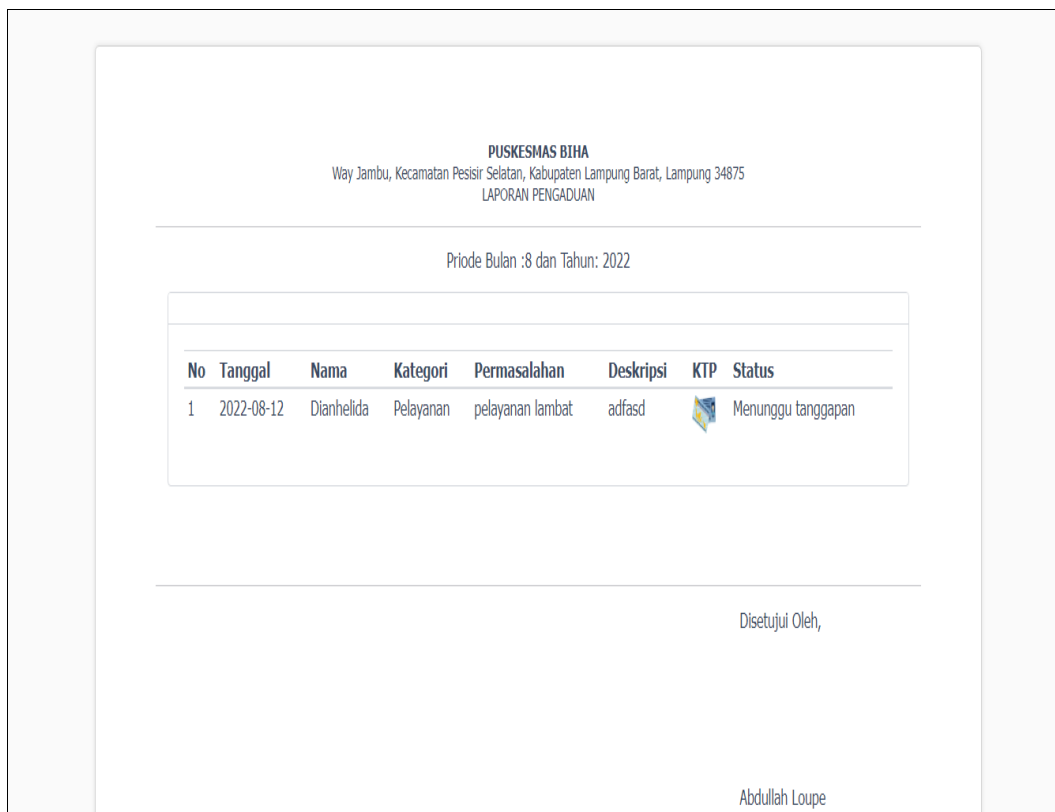 PUSKESMAS BIHA
Way Jambu, Kecamatan Pesisir Selatan, Kabupaten Lampung Barat, Lampung 34875
LAPORAN PENGADUAN
Priode Bulan :8 dan Tahun: 2022
No Tanggal Nama Kategori Permasalahan Deskripsi KTP Status
1 2022-08-12 Dianhelida Pelayanan pelayanan lambat adfasd Menunggu tanggapan
Disetujui Oleh,
Abdullah Loupe